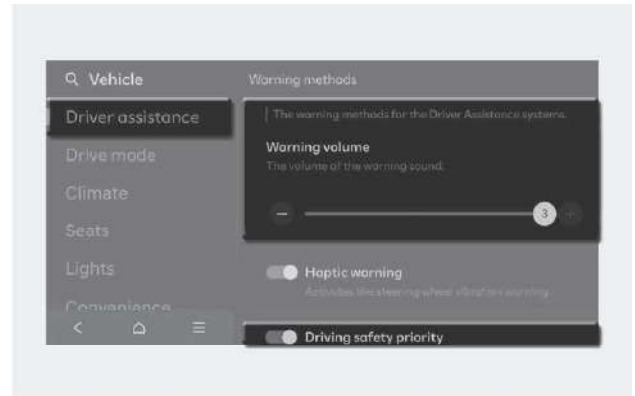 Vehicle
Warning methods
Driver assistance
The warning methods for the Driver Assistance systems.
Warning volume
The volume of the warning sound.
Drive mode
Climate
3
Seats
Lights
Haptic warning
Activates the steering wheel vibration warning.
Convenience
Driving safety priority